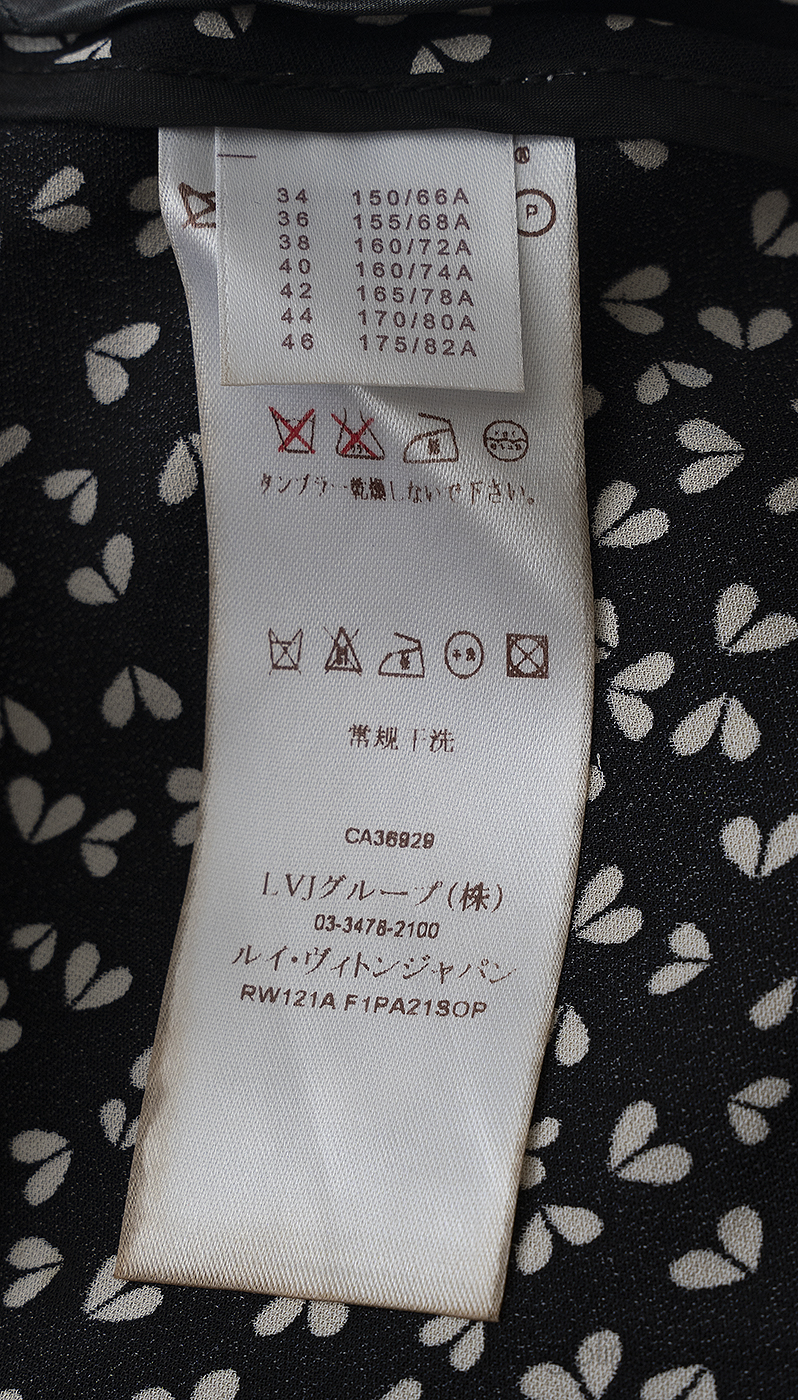 34 150/66A
36 155/68A
38 160/72A
40 160/74A
42 165/78A
44 170/80A
46 175/82A
P
タンブラー乾燥しないで下さい。
常规干洗
CA36929
LVJグループ(株)
03-3478-2100
ルイ・ヴィトンジャパン
RW121A F1PA21SOP